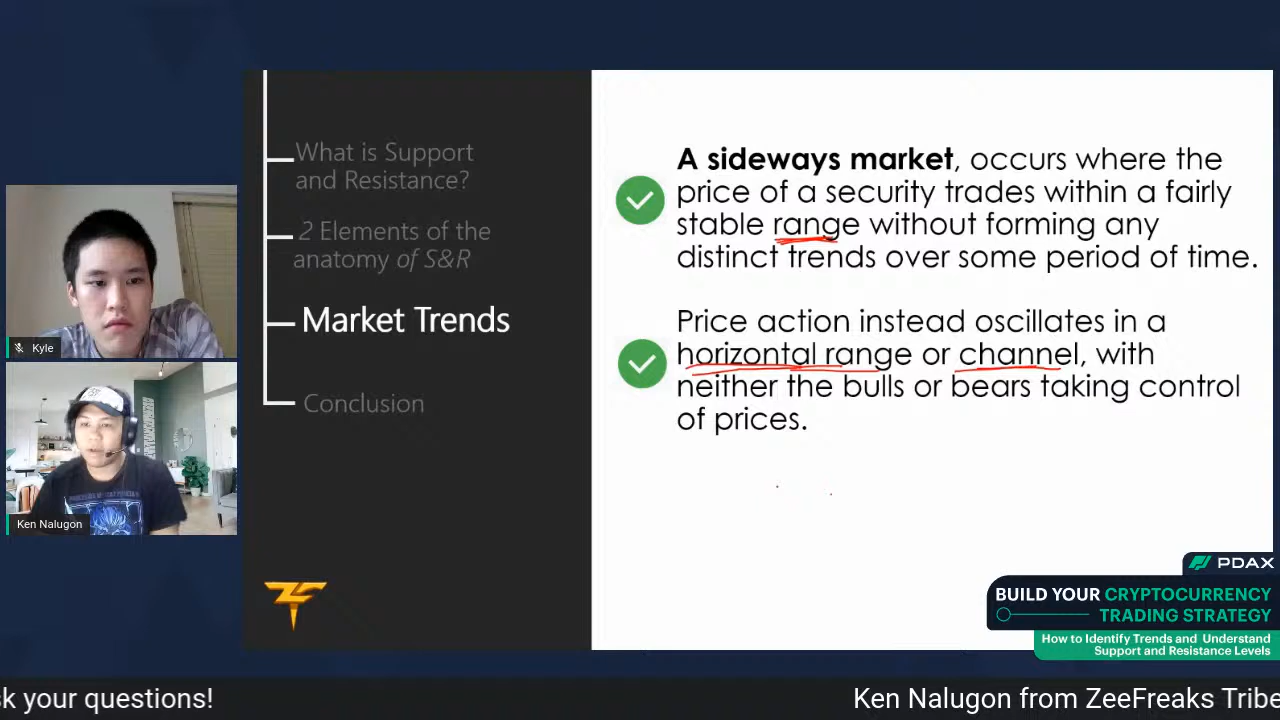 What is Support
and Resistance?
2 Elements of the
anatomy of S&R
Market Trends
Conclusion
A sideways market, occurs where the
price of a security trades within a fairly
stable range without forming any
distinct trends over some period of time.
Price action instead oscillates in a
horizontal range or channel, with
neither the bulls or bears taking control
of prices.
Kyle
Ken Nalugon
PDAX
BUILD YOUR CRYPTOCURRENCY
TRADING STRATEGY
How to Identify Trends and Understand
Support and Resistance Levels
sk your questions!
Ken Nalugon from ZeeFreaks Tribe